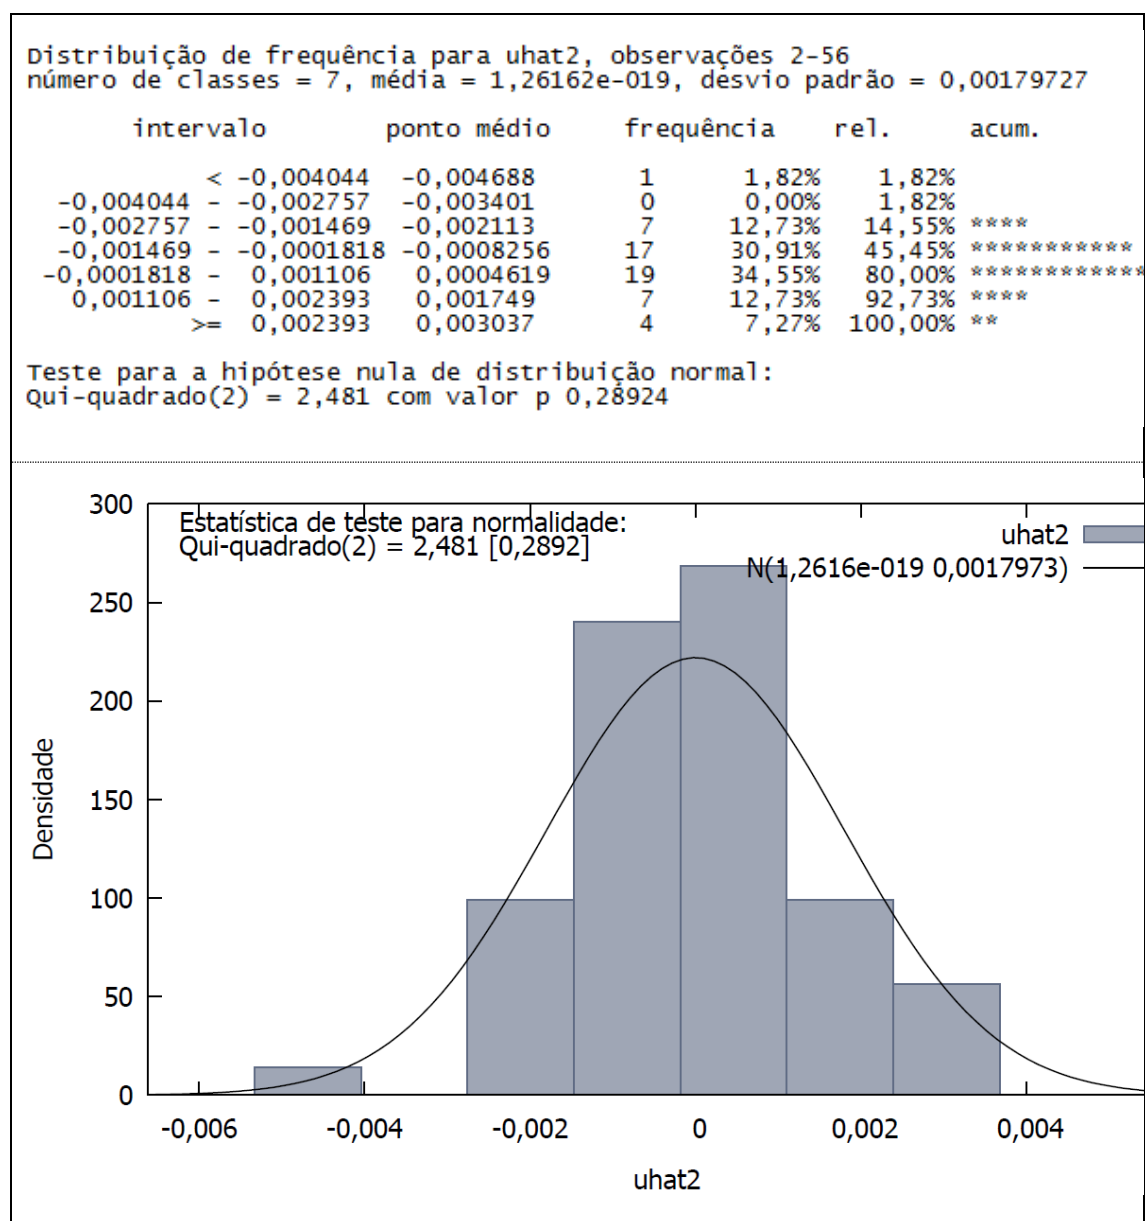 Distribuição de frequência para uhat2, observações 2-56
número de classes = 7, média = 1,26162e-019, desvio padrão = 0,00179727
intervalo ponto médio frequência rel. acum.
< -0,004044 -0,004688 1 1,82% 1,82%
-0,004044 - -0,002757 -0,003401 0 0,00% 1,82%
-0,002757 - -0,001469 -0,002113 7 12,73% 14,55% ****
-0,001469 - -0,0001818 -0,0008256 17 30,91% 45,45% ***********
-0,0001818 - 0,001106 0,0004619 19 34,55% 80,00% ************
0,001106 - 0,002393 0,001749 7 12,73% 92,73% ****
>= 0,002393 0,003037 4 7,27% 100,00% **
Teste para a hipótese nula de distribuição normal:
Qui-quadrado(2) = 2,481 com valor p 0,28924
Estatística de teste para normalidade:
Qui-quadrado(2) = 2,481 [0,2892]
uhat2
N(1,2616e-019 0,0017973)
300
250
200
150
100
50
0
Densidade
-0,006 -0,004 -0,002 0 0,002 0,004
uhat2